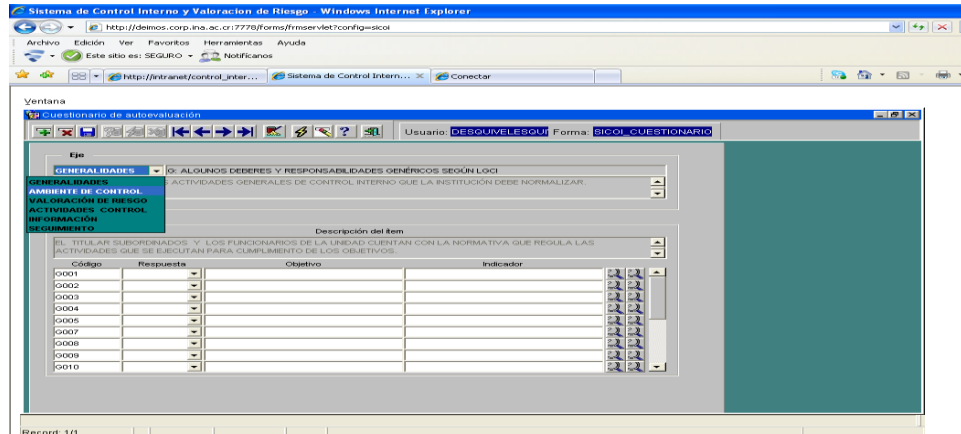 Sistema de Control Interno y Valoracion de Riesgo - Windows Internet Explorer
http://deimos.corp.ina.ac.cr:7778/forms/frmservlet?config=sicoi
Archivo Edición Ver Favoritos Herramientas Ayuda
Este sitio es: SEGURO Notifícanos
http://intranet/control_inter... Sistema de Control Intern... Conectar
Ventana
Cuestionario de autoevaluación
Usuario: DESQUIVELESQUI Forma: SICOI_CUESTIONARIO
Eje
GENERALIDADES G: ALGUNOS DEBERES Y RESPONSABILIDADES GENÉRICOS SEGÚN LOCI
GENERALIDADES S ACTIVIDADES GENERALES DE CONTROL INTERNO QUE LA INSTITUCIÓN DEBE NORMALIZAR.
AMBIENTE DE CONTROL
VALORACIÓN DE RIESGO
ACTIVIDADES CONTROL
INFORMACIÓN
SEGUIMIENTO
Descripción del ítem
EL TITULAR SUBORDINADOS Y LOS FUNCIONARIOS DE LA UNIDAD CUENTAN CON LA NORMATIVA QUE REGULA LAS
ACTIVIDADES QUE SE EJECUTAN PARA CUMPLIMIENTO DE LOS OBJETIVOS.
Código Respuesta Objetivo Indicador
G001
G002
G003
G004
G005
G007
G008
G009
G010
Record: 1/1